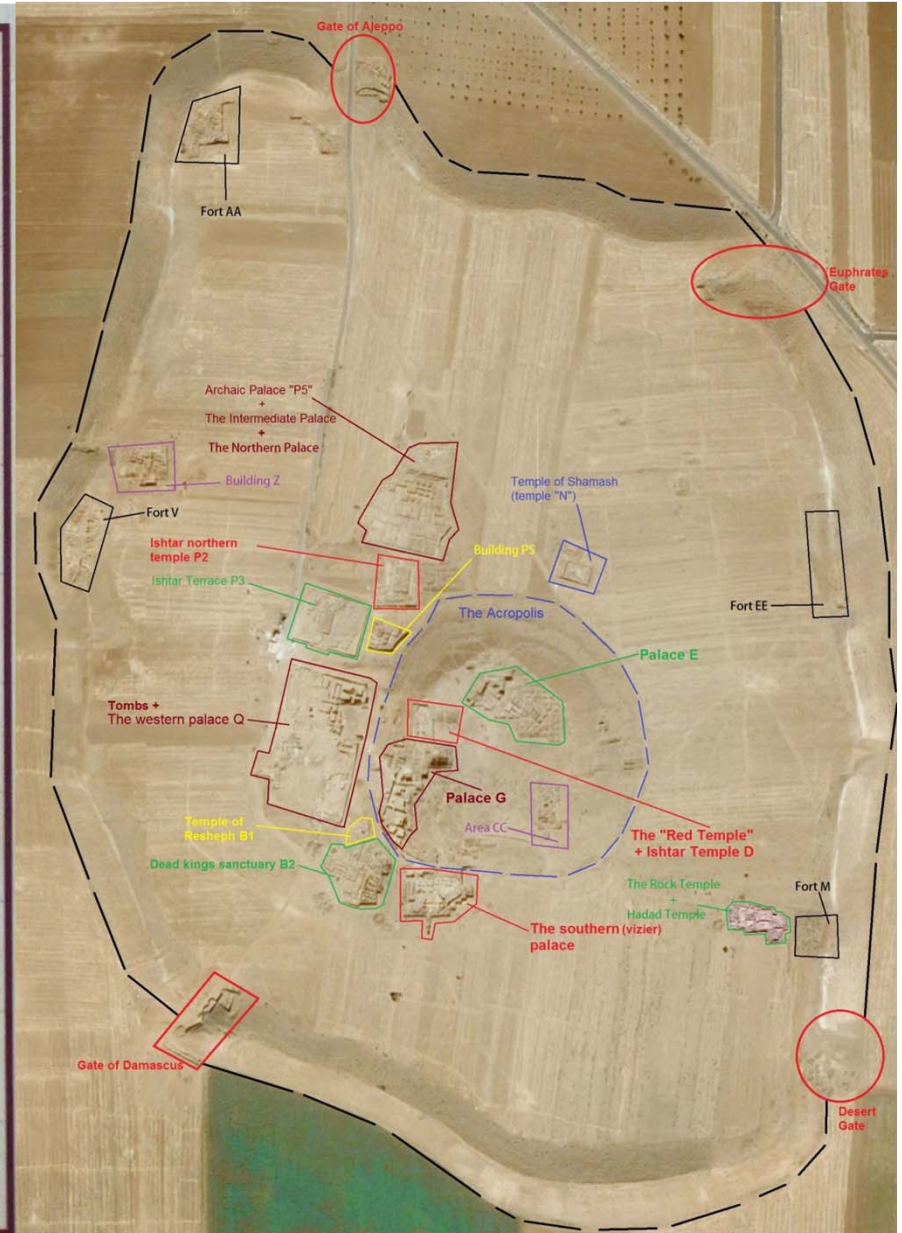 Gate of Aleppo
Fort AA
Euphrates
Gate
Archaic Palace "P5"
+
The Intermediate Palace
+
The Northern Palace
Building Z
Fort V
Temple of Shamash
(temple "N")
Ishtar northern
temple P2
Building P5
Ishtar Terrace P3
The Acropolis
Fort EE
Palace E
Tombs +
The western palace Q
Palace G
Area CC
Temple of
Resheph B1
The "Red Temple"
+ Ishtar Temple D
Dead kings sanctuary B2
The Rock Temple
+
Hadad Temple
Fort M
The southern (vizier)
palace
Gate of Damascus
Desert
Gate